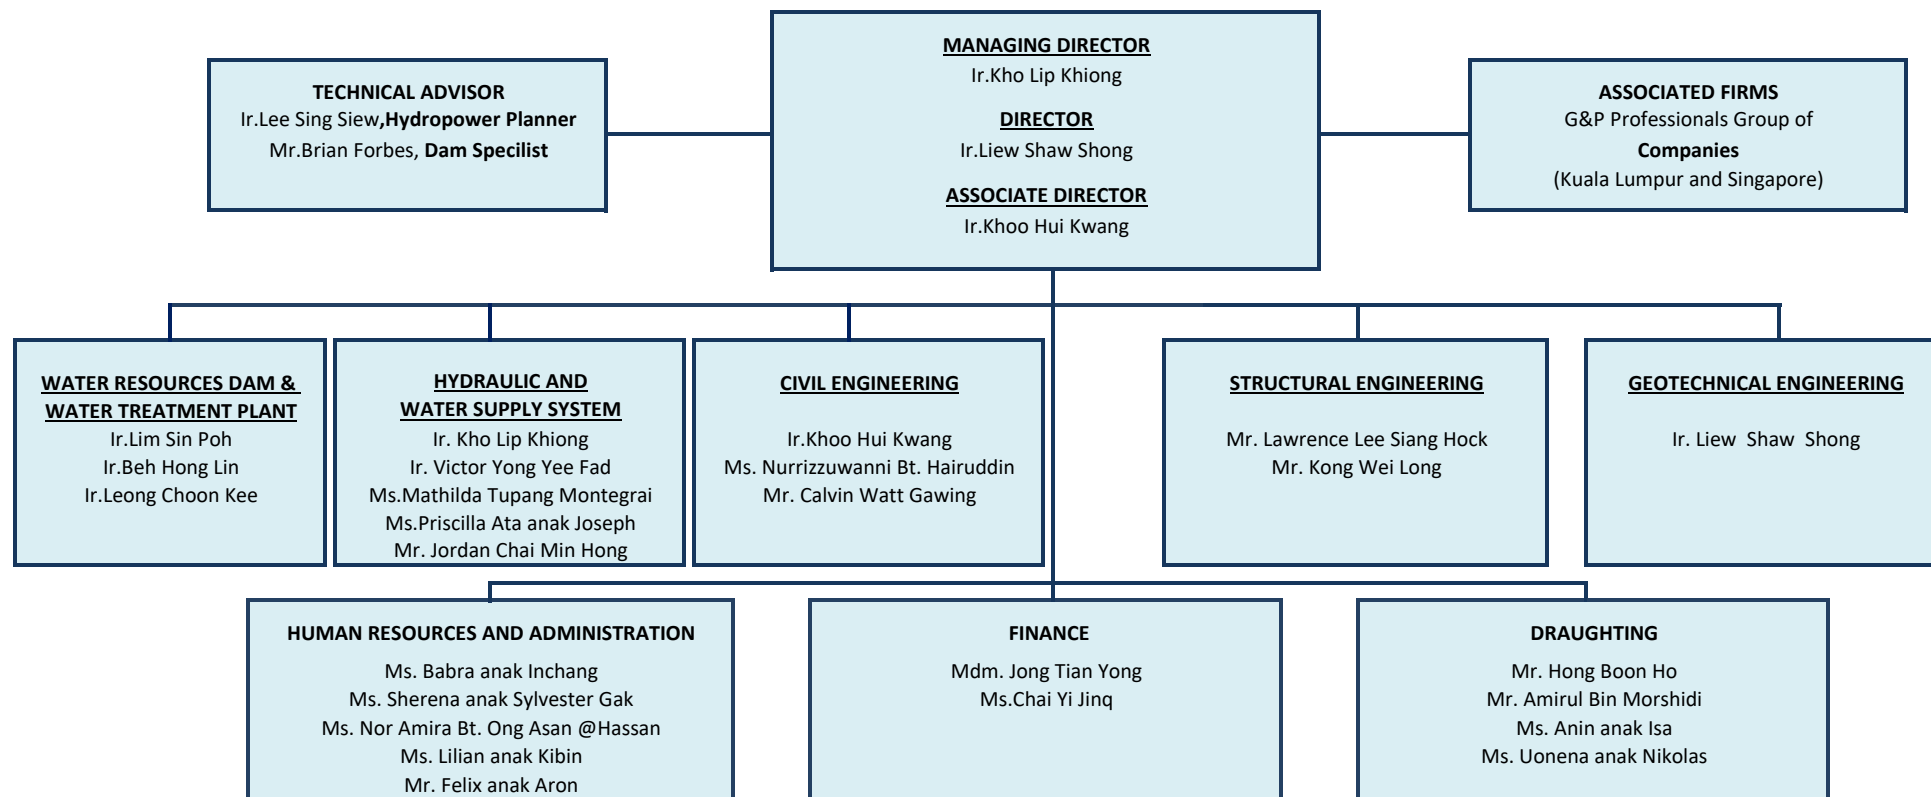 MANAGING DIRECTOR
Ir.Kho Lip Khiong
DIRECTOR
Ir.Liew Shaw Shong
ASSOCIATE DIRECTOR
Ir.Khoo Hui Kwang
TECHNICAL ADVISOR
Ir.Lee Sing Siew,Hydropower Planner
Mr.Brian Forbes, Dam Specilist
ASSOCIATED FIRMS
G&P Professionals Group of
Companies
(Kuala Lumpur and Singapore)
WATER RESOURCES DAM &
WATER TREATMENT PLANT
Ir.Lim Sin Poh
Ir.Beh Hong Lin
Ir.Leong Choon Kee
HYDRAULIC AND
WATER SUPPLY SYSTEM
Ir. Kho Lip Khiong
Ir. Victor Yong Yee Fad
Ms.Mathilda Tupang Montegrai
Ms.Priscilla Ata anak Joseph
Mr. Jordan Chai Min Hong
CIVIL ENGINEERING
Ir.Khoo Hui Kwang
Ms. Nurrizzuwanni Bt. Hairuddin
Mr. Calvin Watt Gawing
STRUCTURAL ENGINEERING
Mr. Lawrence Lee Siang Hock
Mr. Kong Wei Long
GEOTECHNICAL ENGINEERING
Ir. Liew Shaw Shong
HUMAN RESOURCES AND ADMINISTRATION
Ms. Babra anak Inchang
Ms. Sherena anak Sylvester Gak
Ms. Nor Amira Bt. Ong Asan @Hassan
Ms. Lilian anak Kibin
Mr. Felix anak Aron
FINANCE
Mdm. Jong Tian Yong
Ms.Chai Yi Jinq
DRAUGHTING
Mr. Hong Boon Ho
Mr. Amirul Bin Morshidi
Ms. Anin anak Isa
Ms. Uonena anak Nikolas